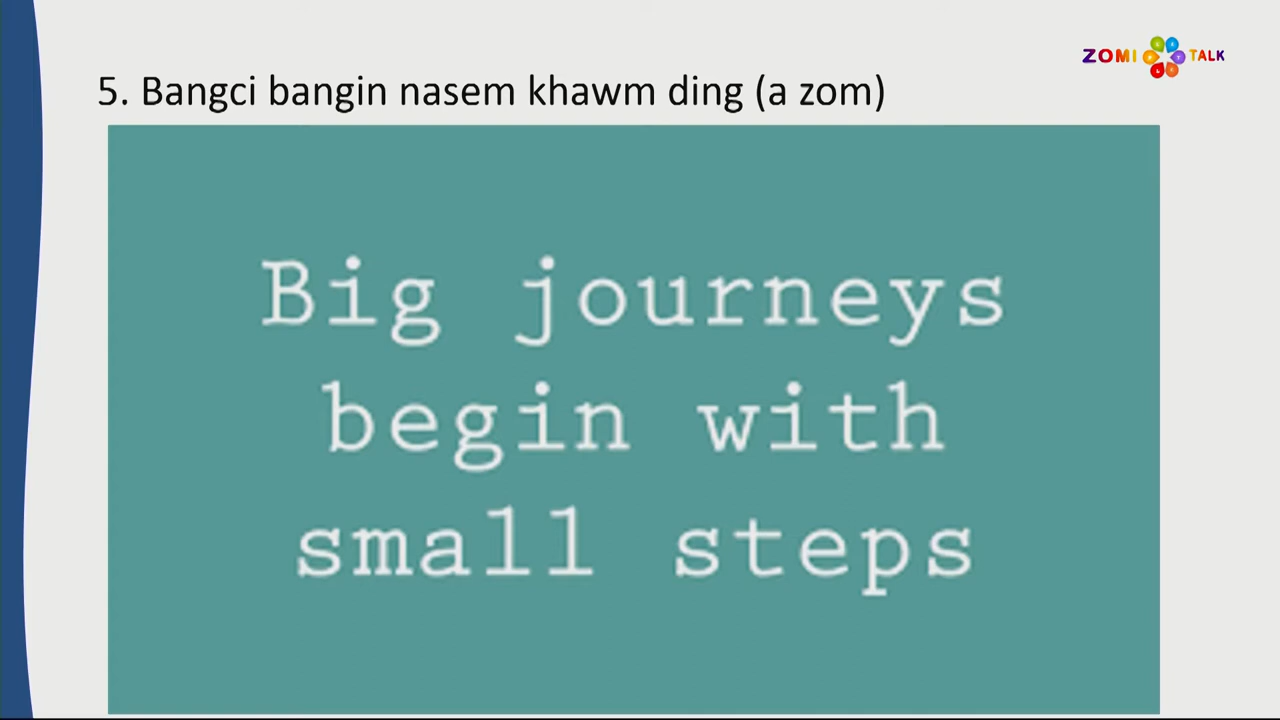 ZOMI TALK
5. Bangci bangin nasem khawm ding (a zom)
Big journeys
begin with
small steps